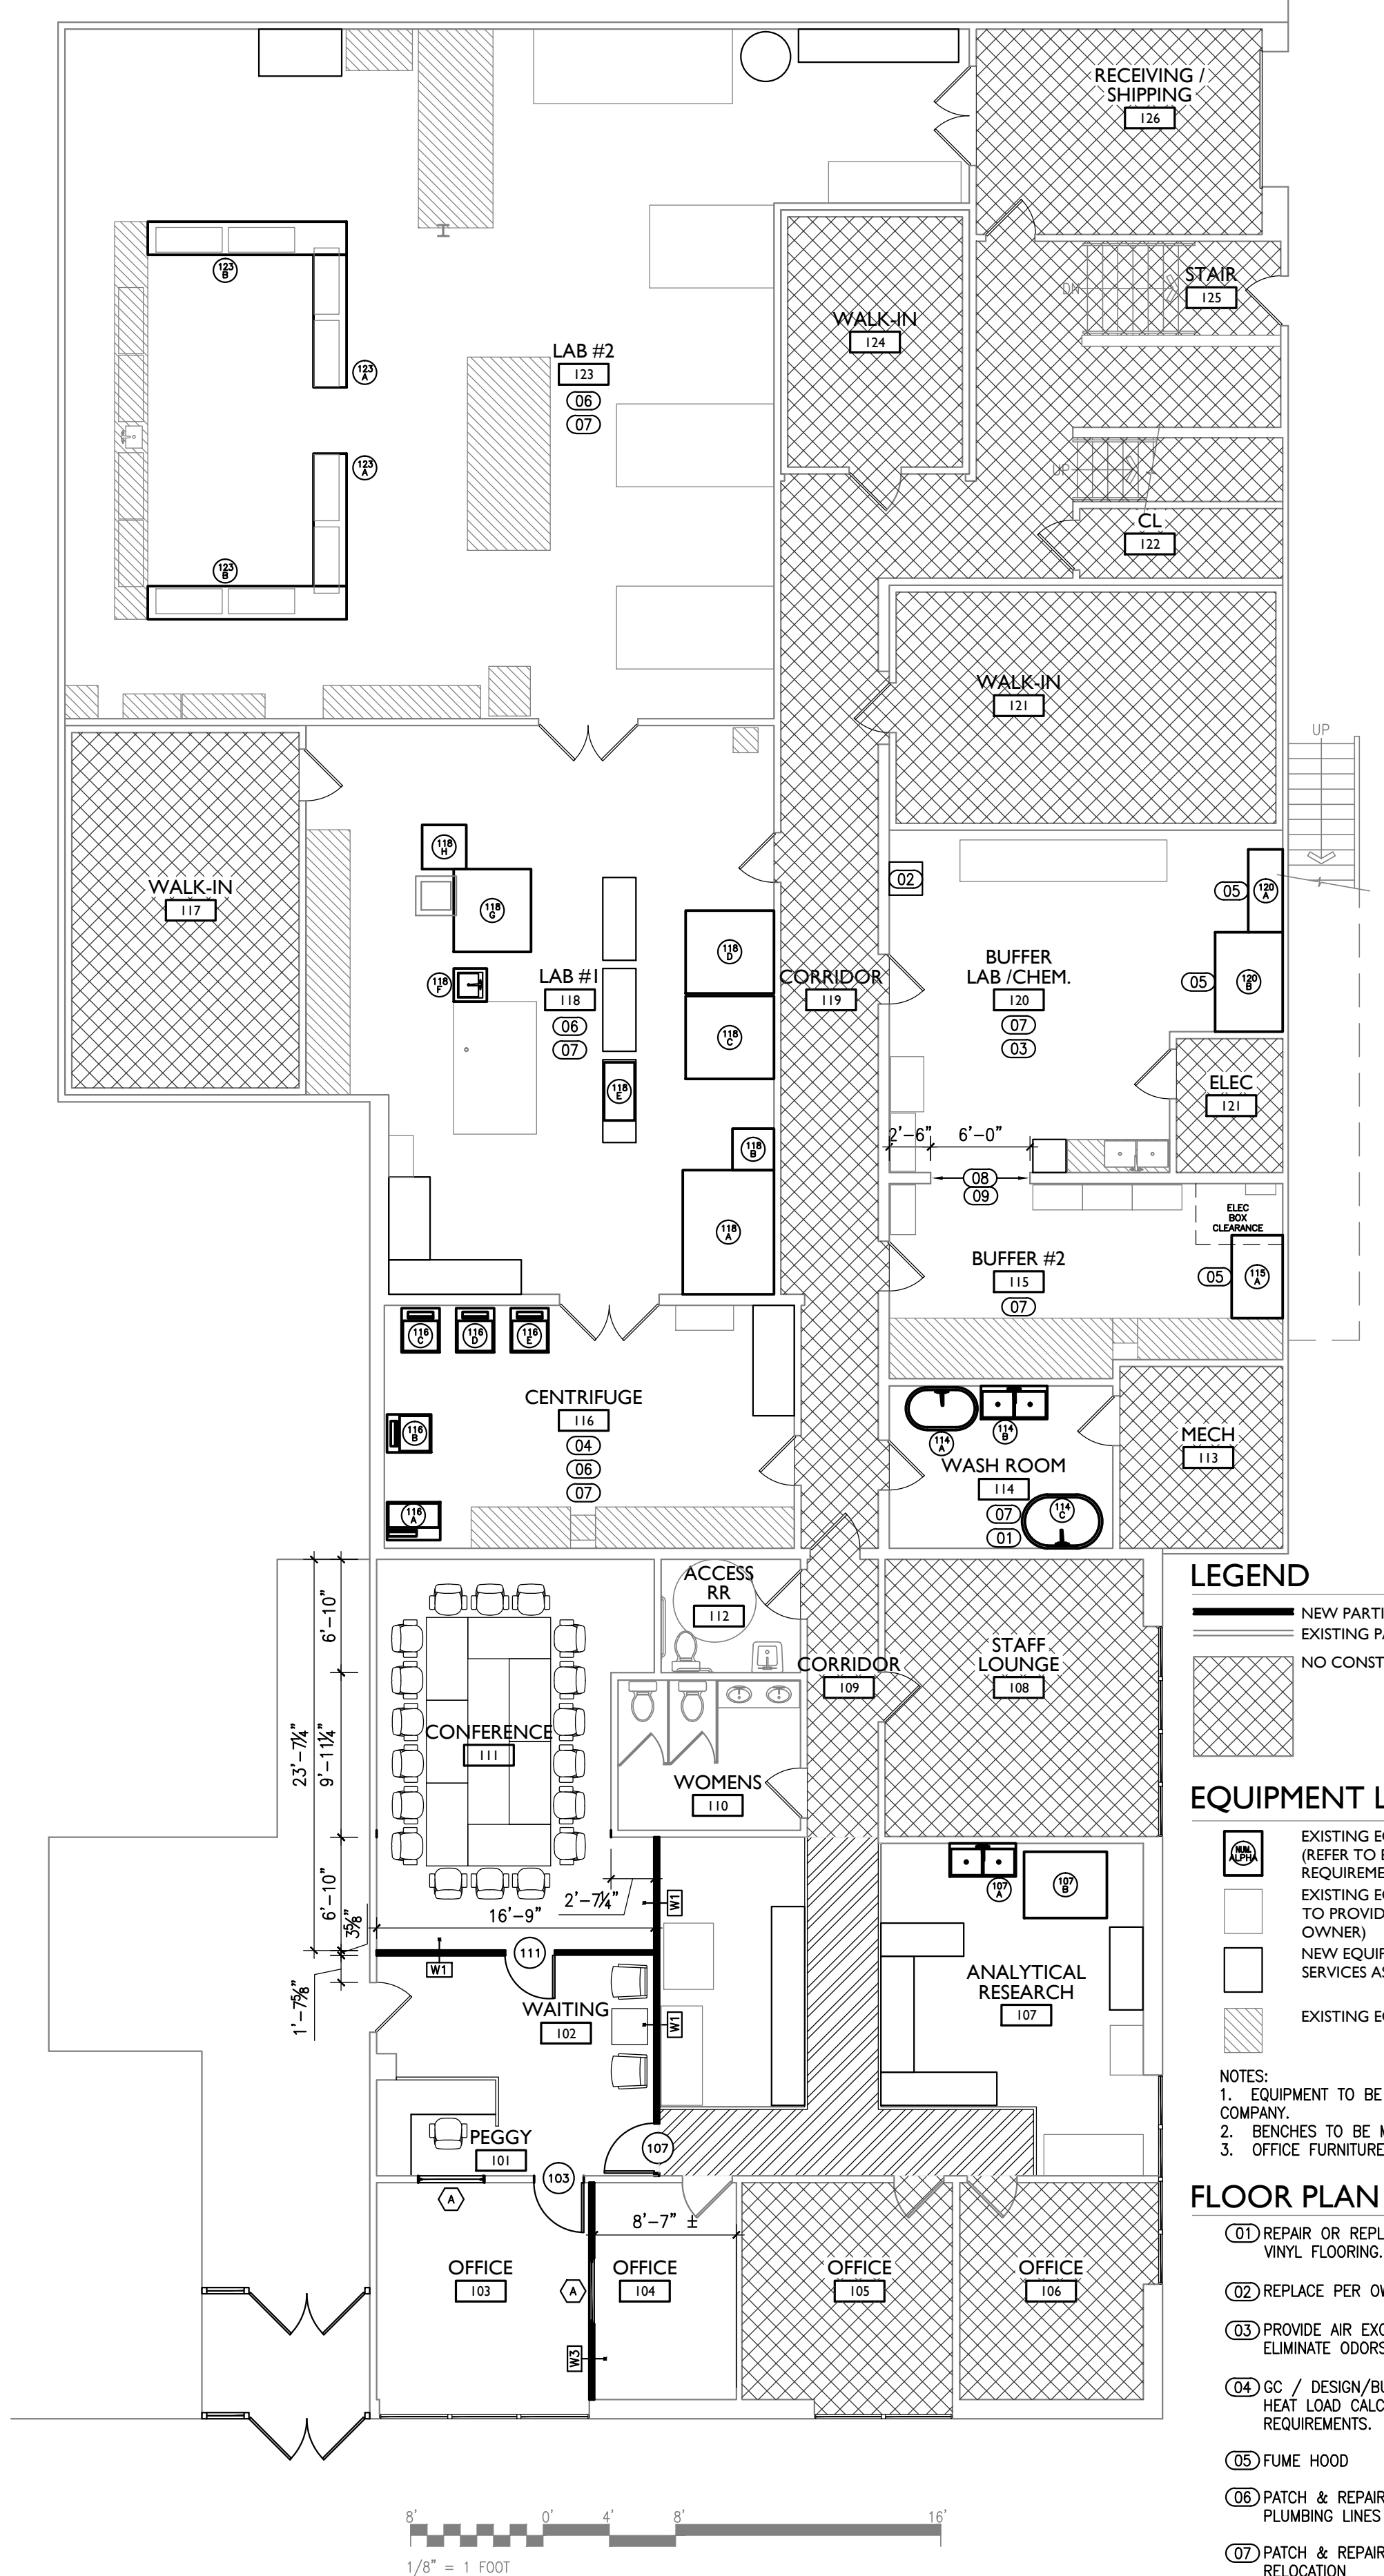 RECEIVING /
SHIPPING
126
STAIR
125
DN
123
B
WALK-IN
124
LAB #2
123
06
07
123
A
123
A
UP
CL
122
123
B
WALK-IN
121
UP
118
H
WALK-IN
117
118
G
02
05
120
A
118
D
BUFFER
LAB /CHEM.
120
07
03
LAB #1
118
06
07
118
F
CORRIDOR
119
05
120
B
118
C
118
E
ELEC
121
118
B
2'-6"
6'-0"
08
09
118
A
ELEC
BOX
CLEARANCE
BUFFER #2
115
07
05
115
A
116
C
116
D
116
E
CENTRIFUGE
116
04
06
07
116
B
116
A
114
A
114
B
WASH ROOM
114
07
01
114
C
MECH
113
ACCESS
RR
112
6'-10"
23'-7¼"
9'-11¼"
6'-10"
3⅝"
1'-7⅝"
CORRIDOR
109
STAFF
LOUNGE
108
CONFERENCE
111
WOMENS
110
2'-7¼"
16'-9"
W1
W1
W1
111
107
A
107
B
WAITING
102
ANALYTICAL
RESEARCH
107
PEGGY
101
107
103
A
8'-7" ±
OFFICE
103
A
OFFICE
104
OFFICE
105
OFFICE
106
W3
8'
0'
4'
8'
16'
1/8" = 1 FOOT
LEGEND
NEW PARTI
EXISTING PA
NO CONST
EQUIPMENT L
NUM.
ALPHA
EXISTING EQ
(REFER TO E
REQUIREME
EXISTING EQ
TO PROVID
OWNER)
NEW EQUIP
SERVICES AS
EXISTING EQ
NOTES:
1. EQUIPMENT TO BE
COMPANY.
2. BENCHES TO BE M
3. OFFICE FURNITURE
FLOOR PLAN
01 REPAIR OR REPL
VINYL FLOORING.
02 REPLACE PER OW
03 PROVIDE AIR EXC
ELIMINATE ODORS
04 GC / DESIGN/BU
HEAT LOAD CALC
REQUIREMENTS.
05 FUME HOOD
06 PATCH & REPAIR
PLUMBING LINES
07 PATCH & REPAIR
RELOCATION